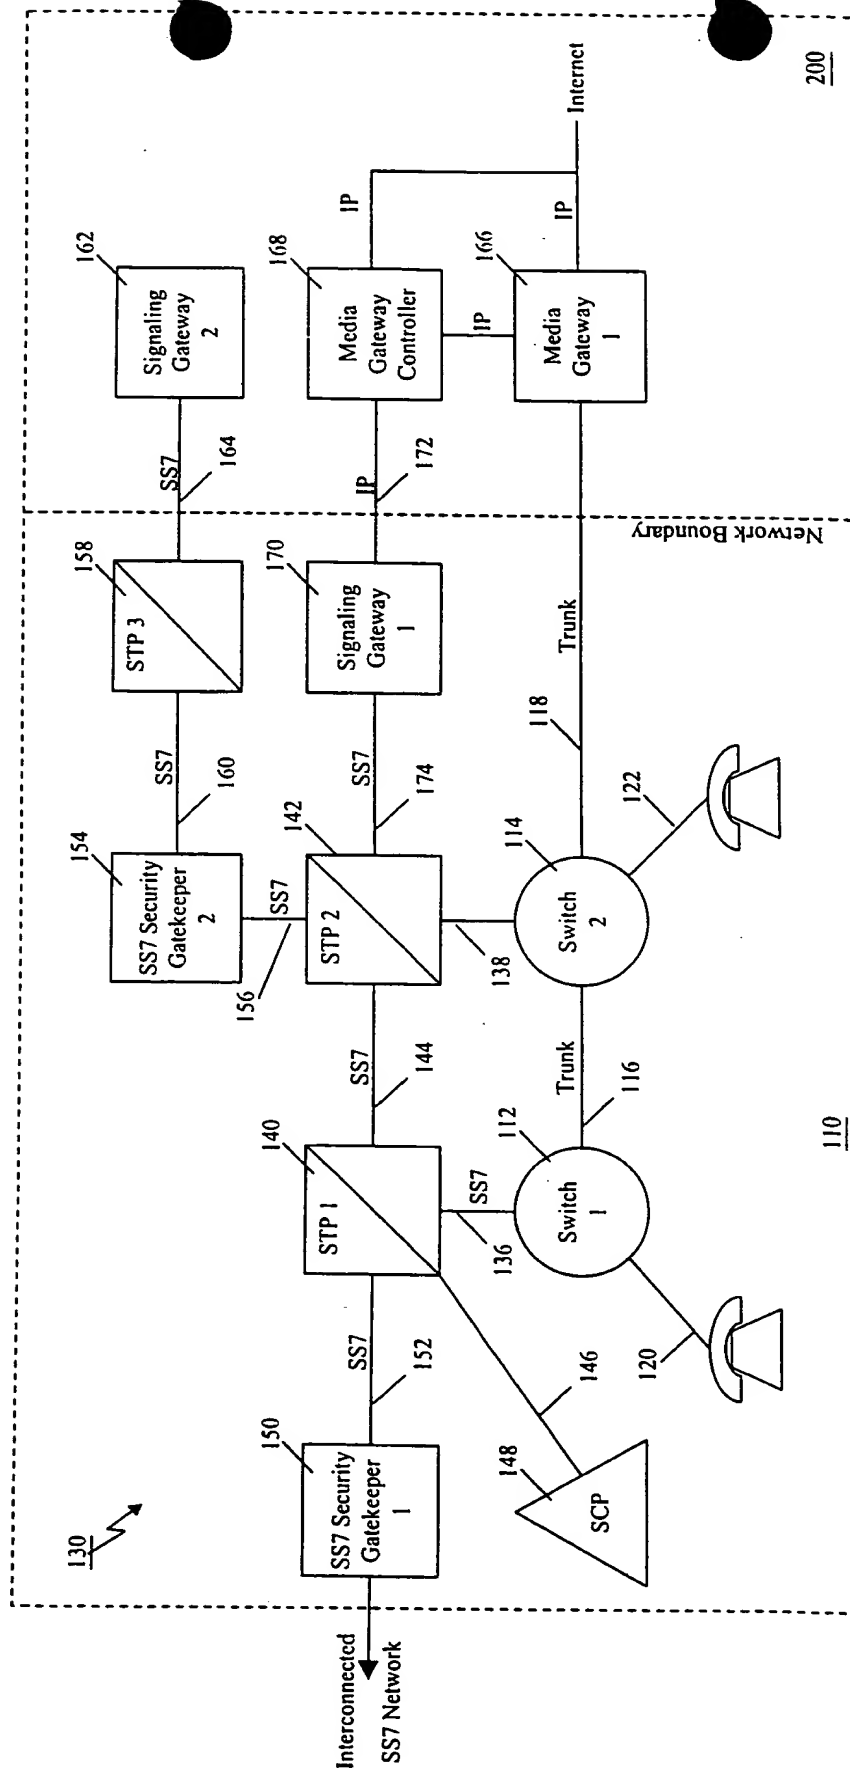 130
Interconnected
SS7 Network
150
SS7 Security
Gatekeeper
1
SS7
152
140
STP 1
SS7
144
SS7
136
146
148
SCP
112
Switch
1
120
Trunk
116
154
SS7 Security
Gatekeeper
2
SS7
156
142
STP 2
138
114
Switch
2
122
SS7
160
158
STP 3
SS7
164
162
Signaling
Gateway
2
SS7
174
170
Signaling
Gateway
1
IP
172
168
Media
Gateway
Controller
IP
IP
118
Trunk
166
Media
Gateway
1
IP
Internet
Network Boundary
110
200